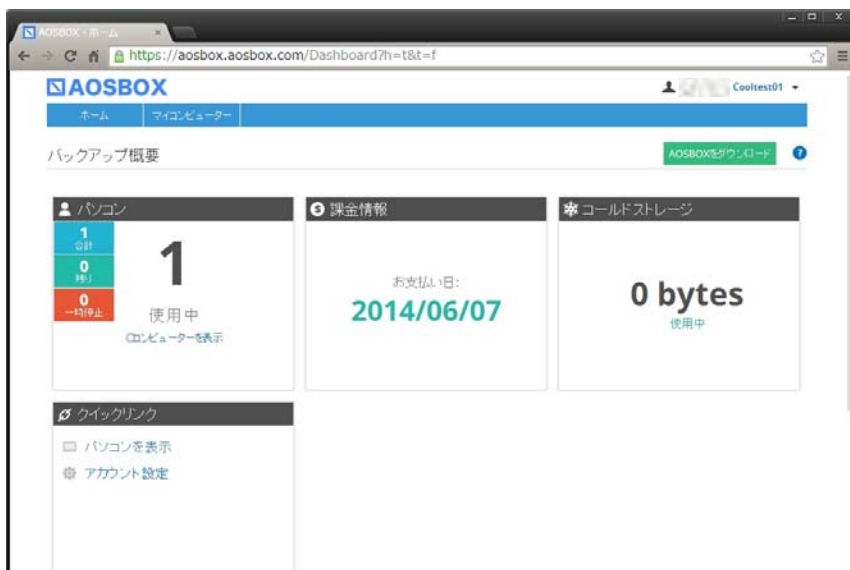 AOSBOX - ホーム
https://aosbox.aosbox.com/Dashboard?h=t&t=f
AOSBOX
Cooltest01
ホーム
マイコンピューター
バックアップ概要
AOSBOXをダウンロード
?
パソコン
1
合計
0
残り
0
一時停止
1
使用中
コンピューターを表示
課金情報
お支払い日:
2014/06/07
コールドストレージ
0 bytes
使用中
クイックリンク
パソコンを表示
アカウント設定